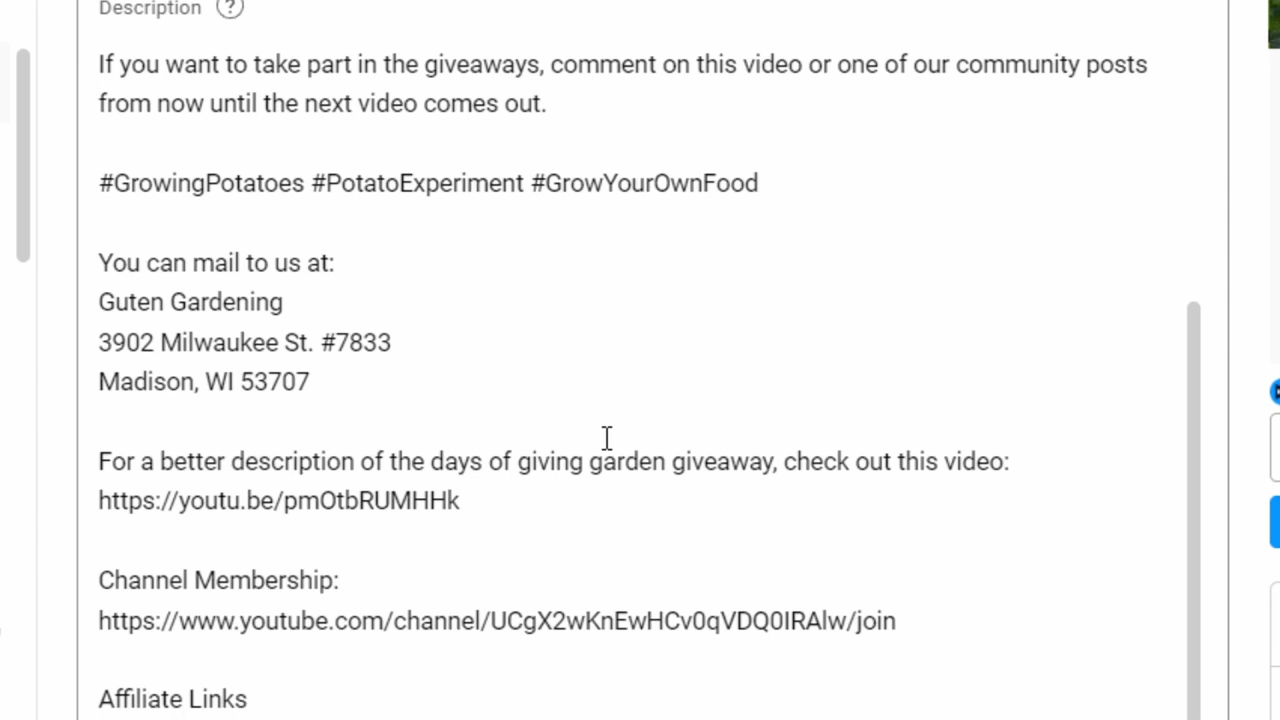 Description ?
If you want to take part in the giveaways, comment on this video or one of our community posts
from now until the next video comes out.
#GrowingPotatoes #PotatoExperiment #GrowYourOwnFood
You can mail to us at:
Guten Gardening
3902 Milwaukee St. #7833
Madison, WI 53707
For a better description of the days of giving garden giveaway, check out this video:
https://youtu.be/pmOtbRUMHHk
Channel Membership:
https://www.youtube.com/channel/UCgX2wKnEwHCv0qVDQ0IRAlw/join
Affiliate Links